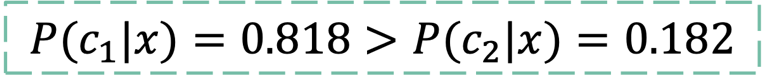 P(c₁|x) = 0.818 > P(c₂|x) = 0.182